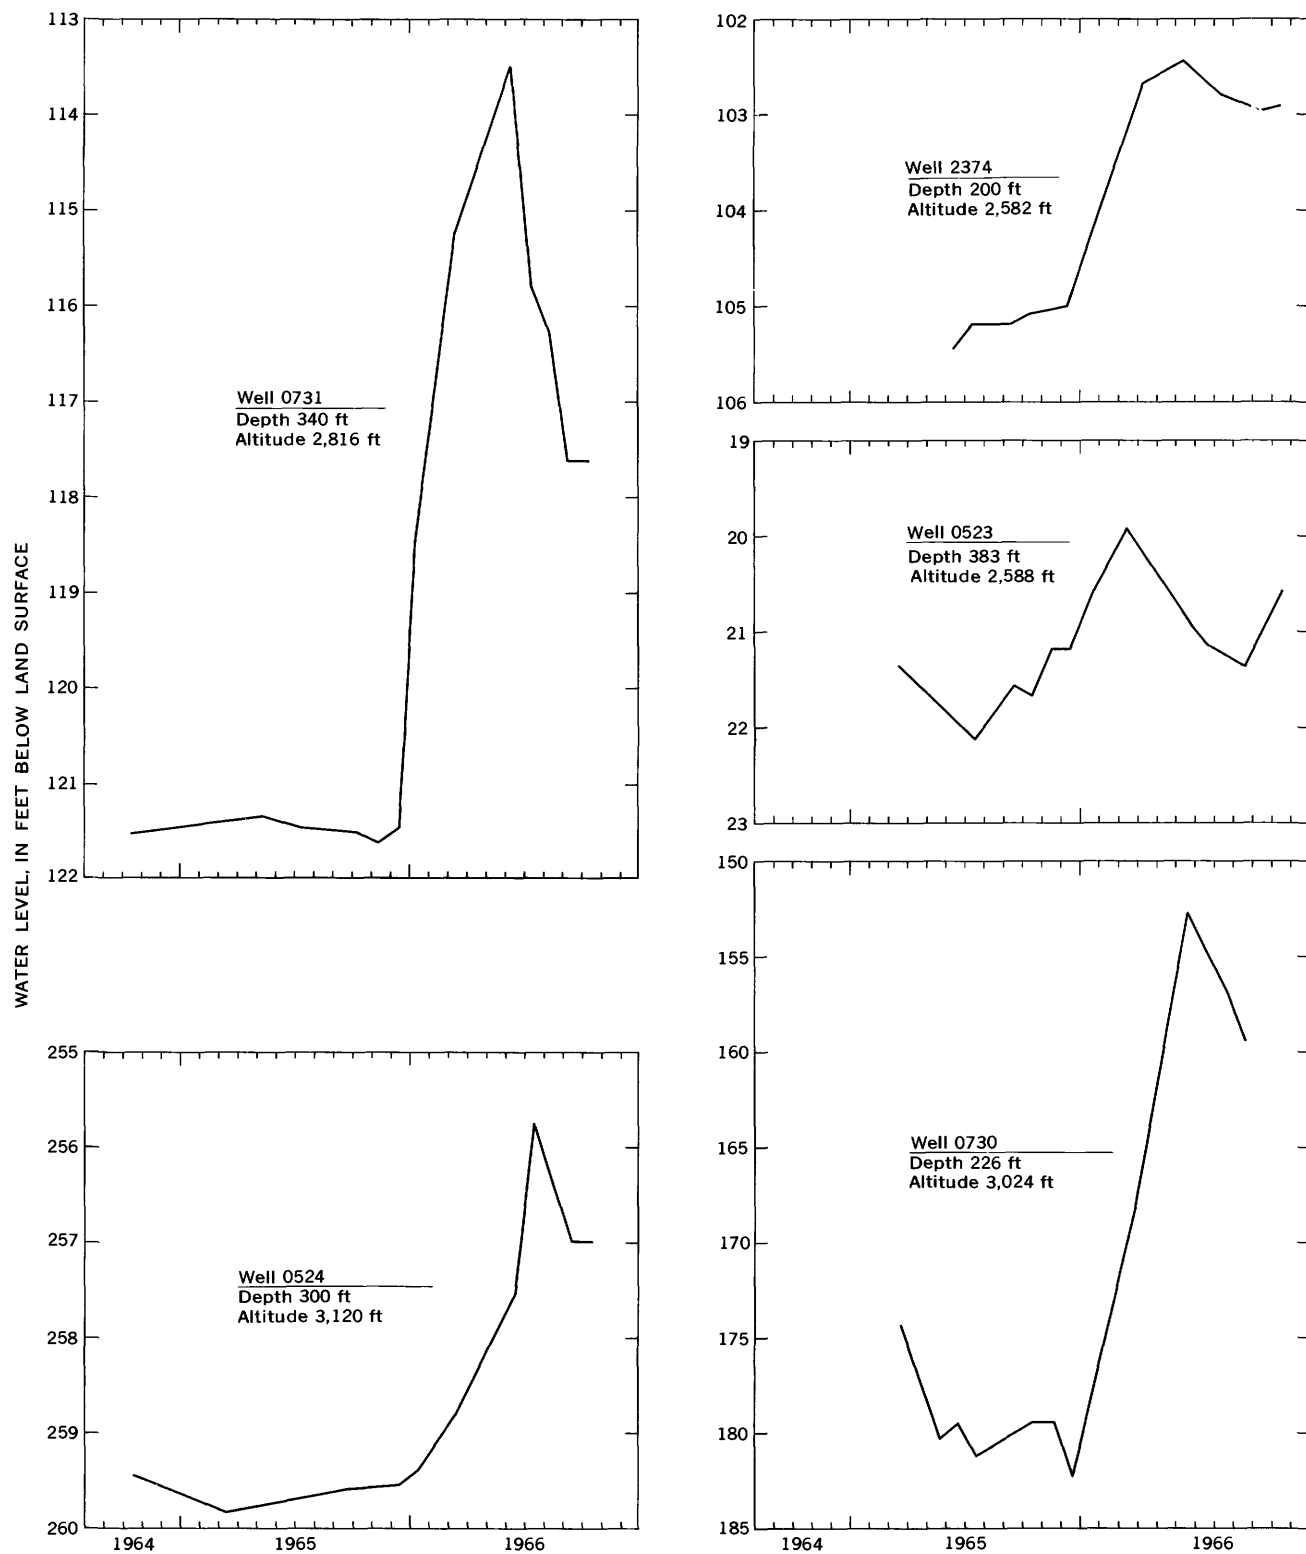 WATER LEVEL, IN FEET BELOW LAND SURFACE
113
114
115
116
117
118
119
120
121
122
Well 0731
Depth 340 ft
Altitude 2,816 ft
255
256
257
258
259
260
Well 0524
Depth 300 ft
Altitude 3,120 ft
1964 1965 1966
102
103
104
105
106
Well 2374
Depth 200 ft
Altitude 2,582 ft
19
20
21
22
23
Well 0523
Depth 383 ft
Altitude 2,588 ft
150
155
160
165
170
175
180
185
Well 0730
Depth 226 ft
Altitude 3,024 ft
1964 1965 1966